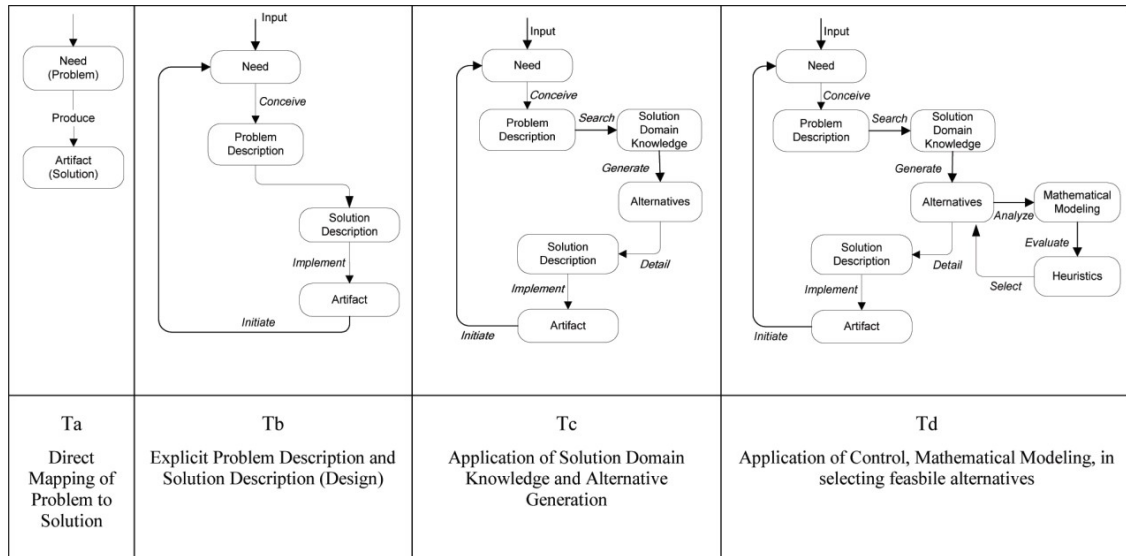 Need
(Problem)
Produce
Artifact
(Solution)
Input
Need
Conceive
Problem
Description
Solution
Description
Implement
Artifact
Initiate
Input
Need
Conceive
Problem
Description
Search
Solution
Domain
Knowledge
Generate
Alternatives
Solution
Description
Detail
Implement
Artifact
Initiate
Input
Need
Conceive
Problem
Description
Search
Solution
Domain
Knowledge
Generate
Alternatives
Analyze
Mathematical
Modeling
Evaluate
Heuristics
Select
Solution
Description
Detail
Implement
Artifact
Initiate
Ta
Direct
Mapping of
Problem to
Solution
Tb
Explicit Problem Description and
Solution Description (Design)
Tc
Application of Solution Domain
Knowledge and Alternative
Generation
Td
Application of Control, Mathematical Modeling, in
selecting feasbile alternatives